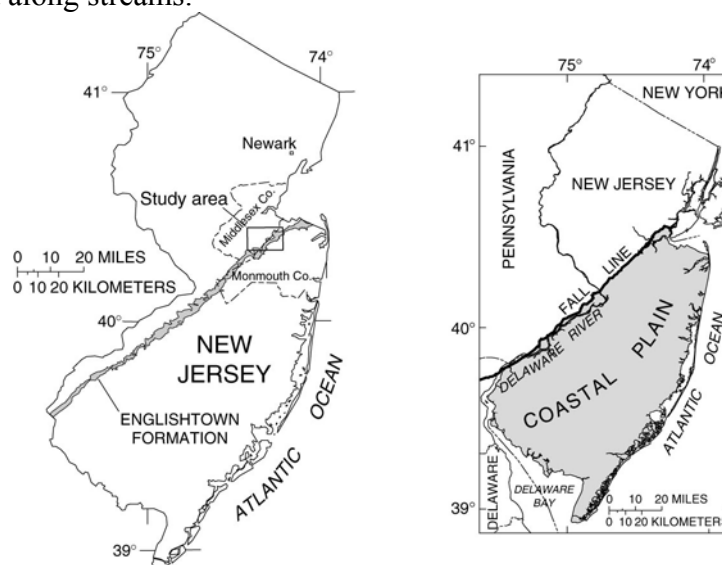 along streams.
75°
74°
41°
Newark
Study area
Middlesex Co.
0 10 20 MILES
0 10 20 KILOMETERS
Monmouth Co.
40°
NEW
JERSEY
ENGLISHTOWN
FORMATION
ATLANTIC OCEAN
39°
75°
74°
NEW YORK
41°
PENNSYLVANIA
NEW JERSEY
FALL LINE
40°
DELAWARE RIVER
COASTAL PLAIN
ATLANTIC OCEAN
DELAWARE
DELAWARE
BAY
39°
0 10 20 MILES
0 10 20 KILOMETERS